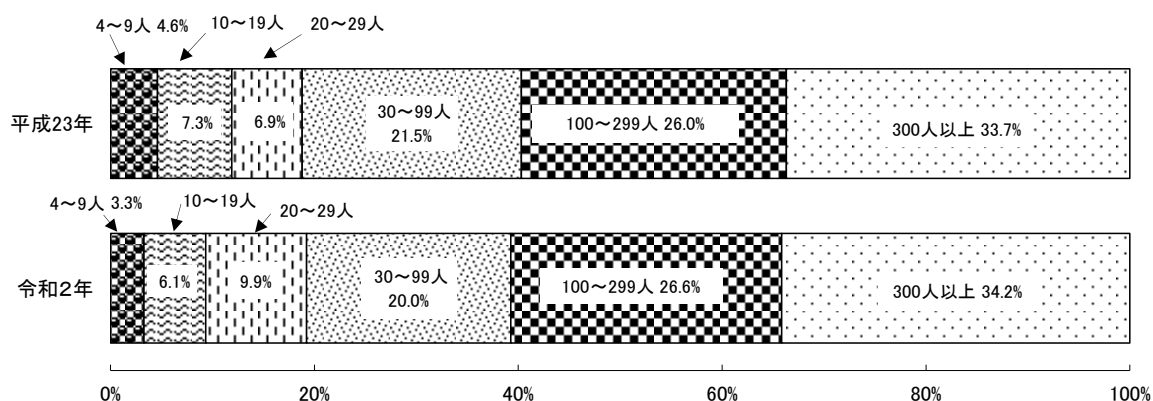 4～9人 4.6%
10～19人
20～29人
平成23年
7.3%
6.9%
30～99人
21.5%
100～299人 26.0%
300人以上 33.7%
4～9人 3.3%
10～19人
20～29人
令和2年
6.1%
9.9%
30～99人
20.0%
100～299人 26.6%
300人以上 34.2%
0%
20%
40%
60%
80%
100%